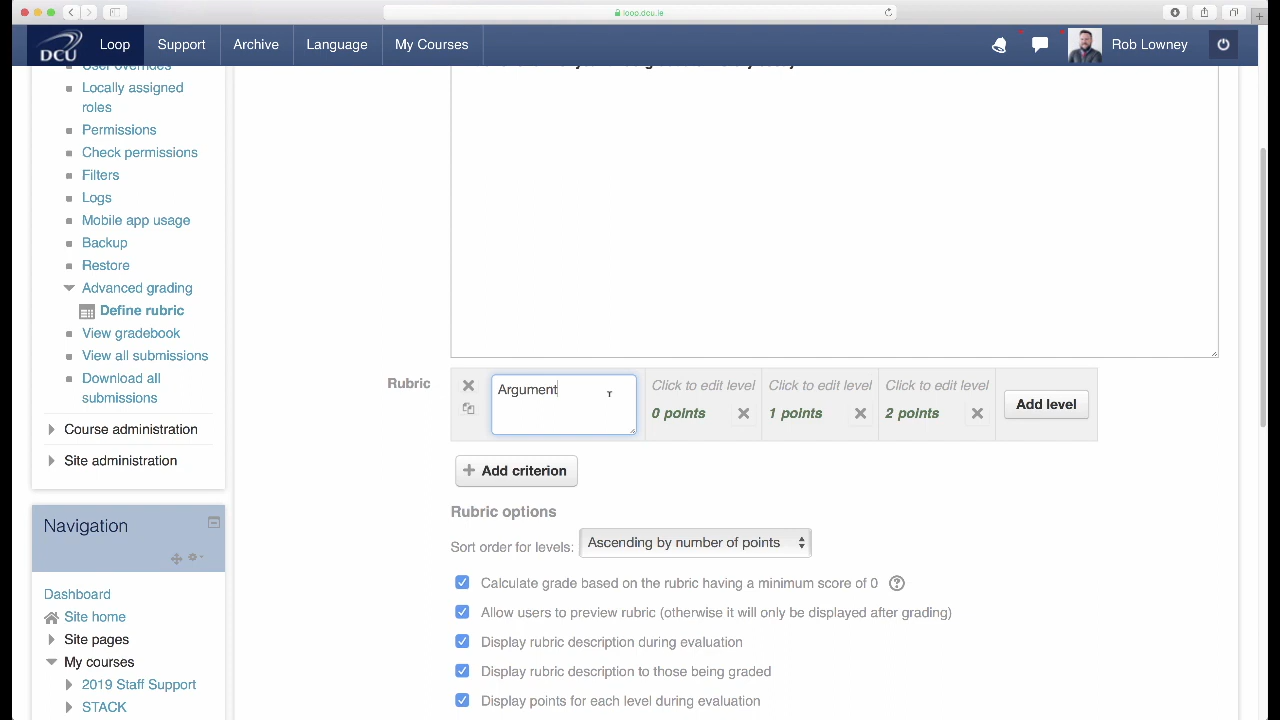 loop.dcu.ie
DCU
Loop
Support
Archive
Language
My Courses
Rob Lowney
User overrides
Locally assigned
roles
Permissions
Check permissions
Filters
Logs
Mobile app usage
Backup
Restore
Advanced grading
Define rubric
View gradebook
View all submissions
Download all
submissions
Course administration
Site administration
Navigation
Dashboard
Site home
Site pages
My courses
2019 Staff Support
STACK
Rubric
Argument
Click to edit level
0 points
Click to edit level
1 points
Click to edit level
2 points
Add level
+ Add criterion
Rubric options
Sort order for levels: Ascending by number of points
Calculate grade based on the rubric having a minimum score of 0
Allow users to preview rubric (otherwise it will only be displayed after grading)
Display rubric description during evaluation
Display rubric description to those being graded
Display points for each level during evaluation